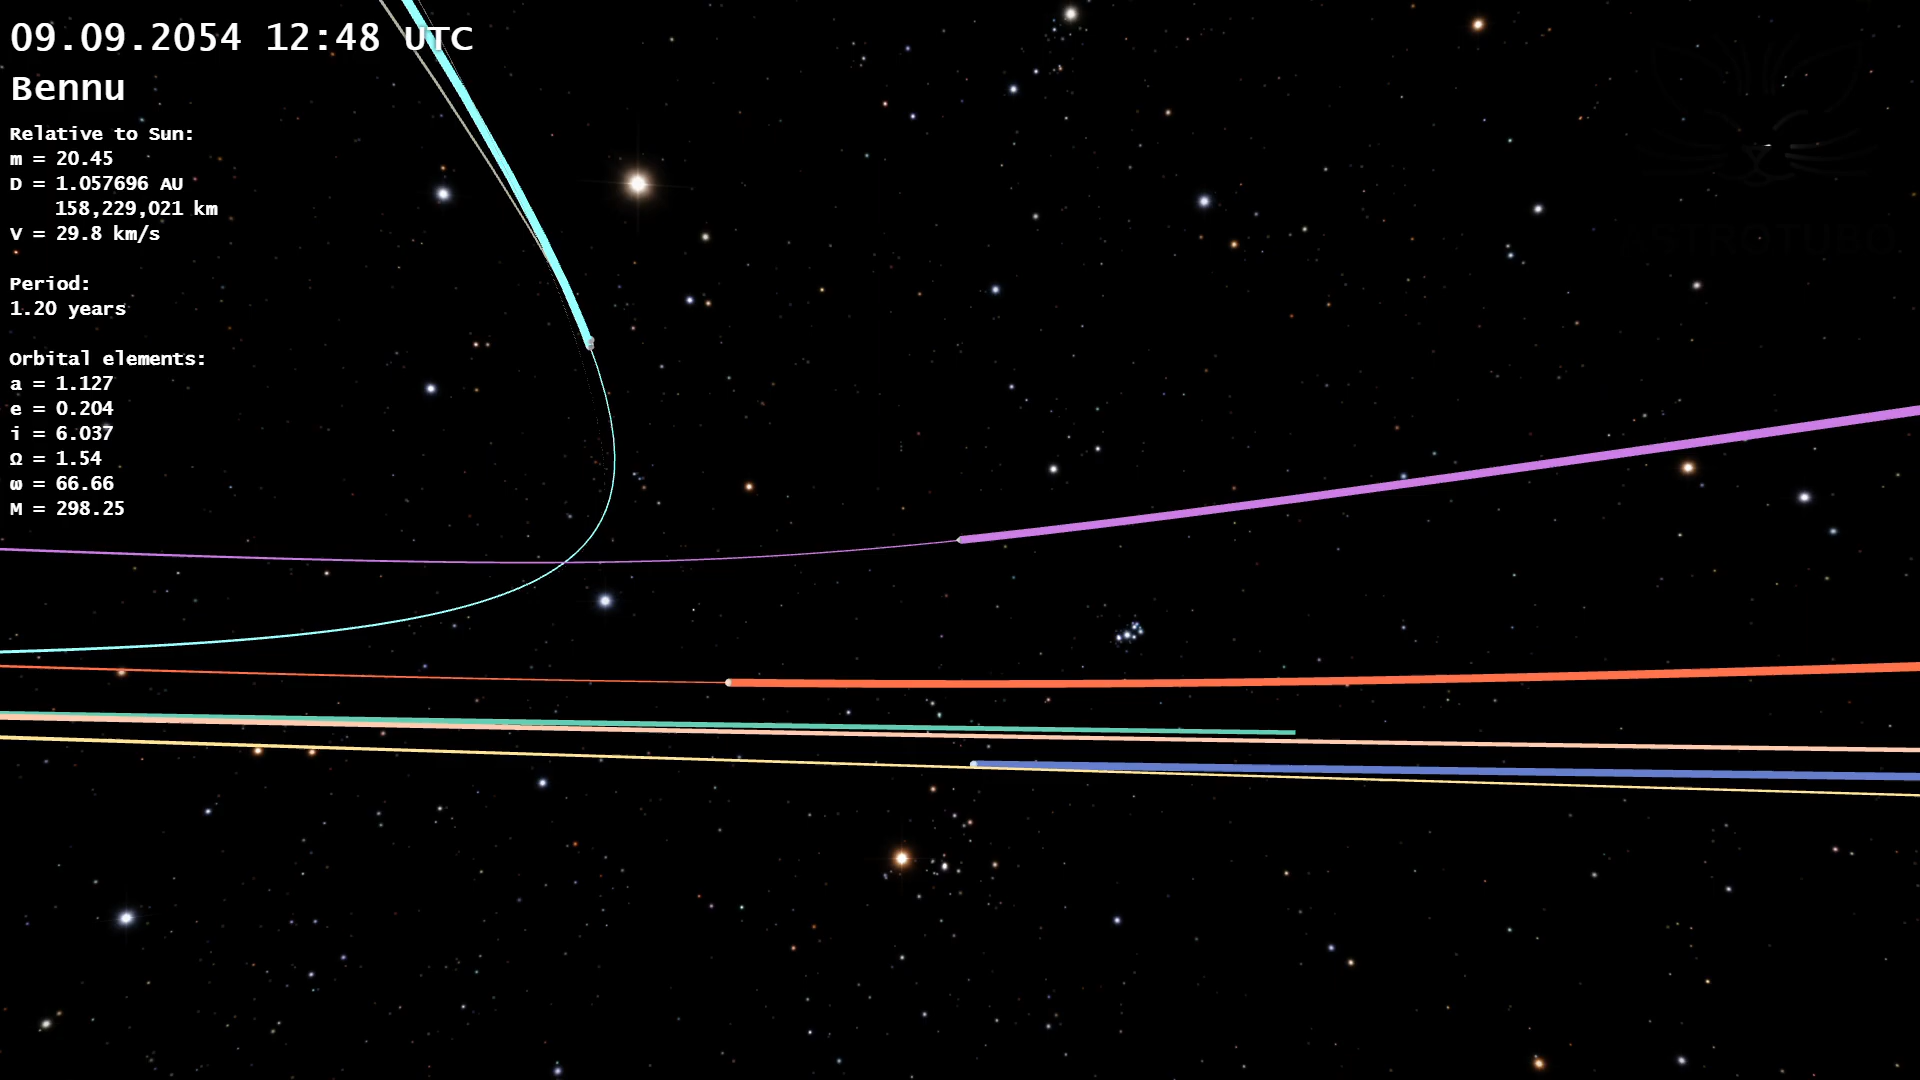 09.09.2054 12:48 UTC
Bennu
Relative to Sun:
m = 20.45
D = 1.057696 AU
158,229,021 km
V = 29.8 km/s
Period:
1.20 years
Orbital elements:
a = 1.127
e = 0.204
i = 6.037
Ω = 1.54
ω = 66.66
M = 298.25
ASTROTUBO